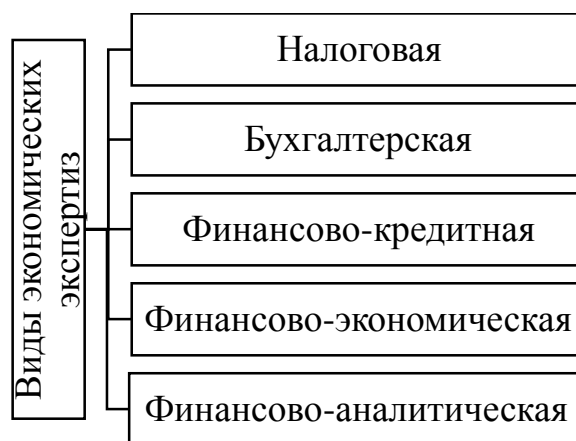 Виды экономических
экспертиз
Налоговая
Бухгалтерская
Финансово-кредитная
Финансово-экономическая
Финансово-аналитическая